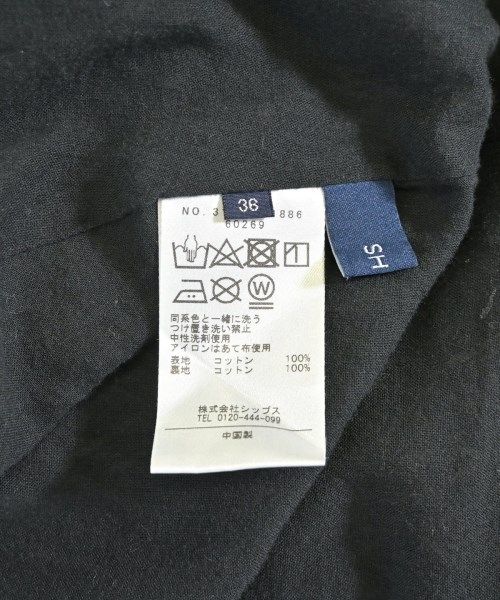 36
NO. 3 886
60269
W
同系色と一緒に洗う
つけ置き洗い禁止
中性洗剤使用
アイロンはあて布使用
表地 コットン 100%
裏地 コットン 100%
株式会社シップス
TEL 0120-444-099
中国製
HS